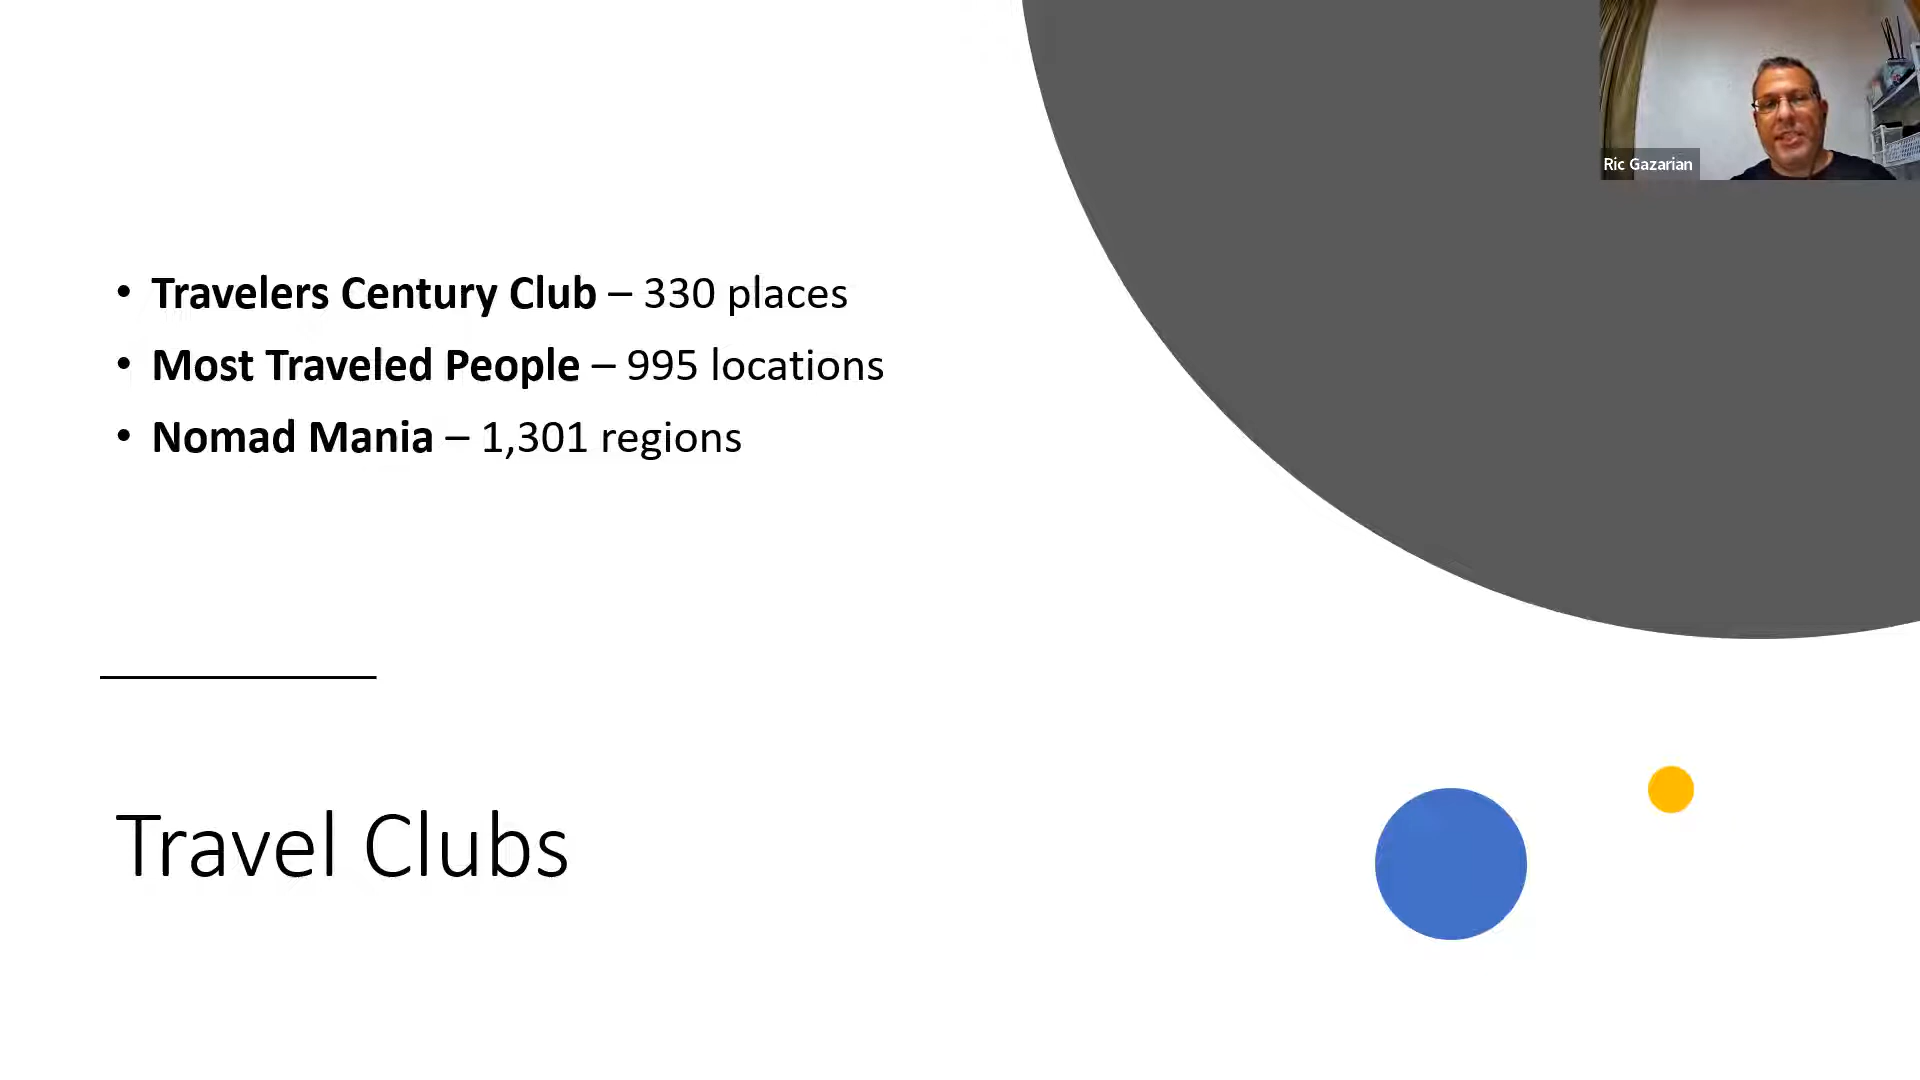 Ric Gazarian
• Travelers Century Club – 330 places
• Most Traveled People – 995 locations
• Nomad Mania – 1,301 regions
Travel Clubs